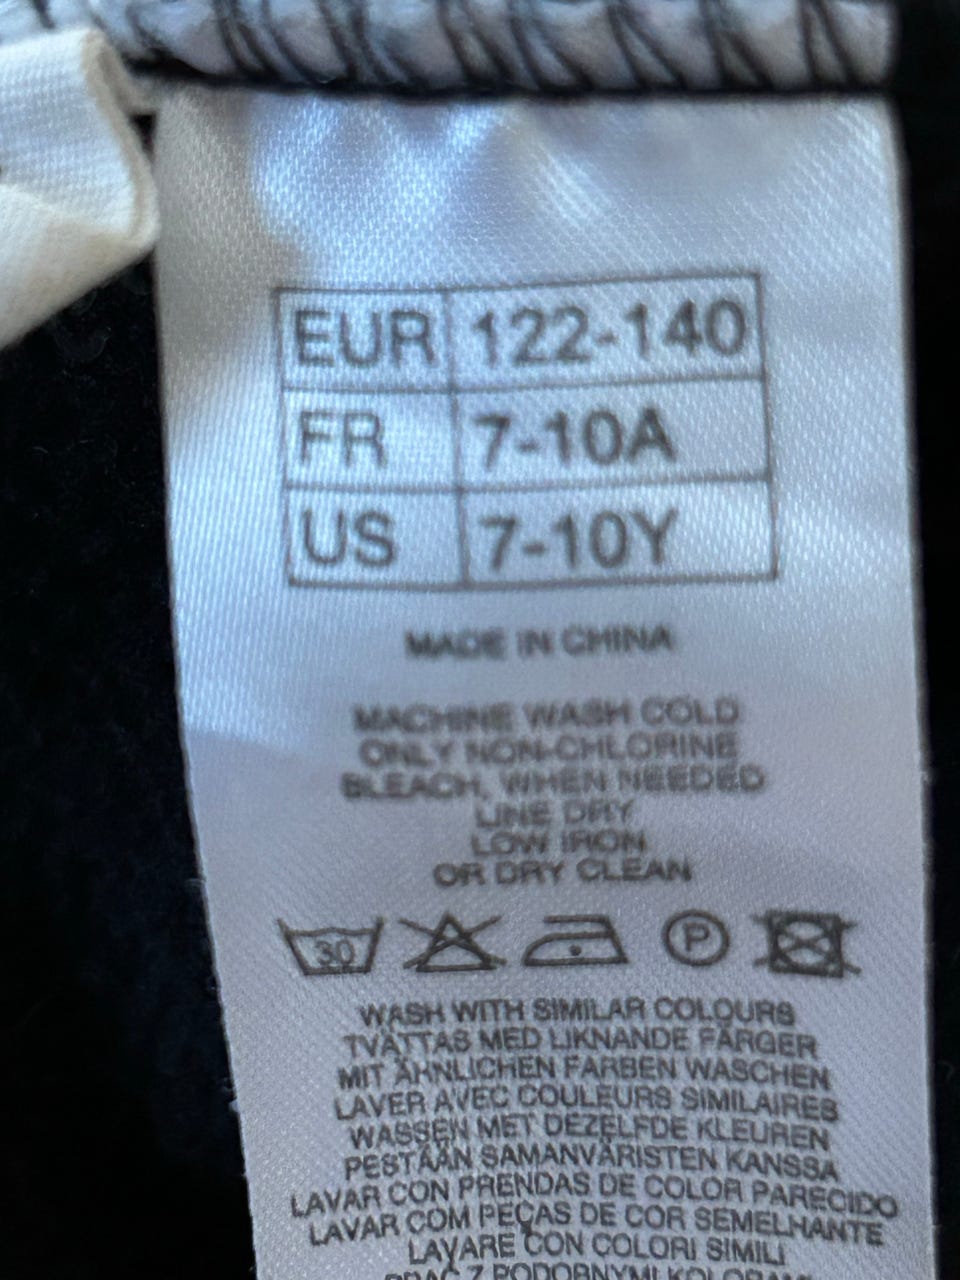 EUR 122-140
FR 7-10A
US 7-10Y
MADE IN CHINA
MACHINE WASH COLD
ONLY NON-CHLORINE
BLEACH, WHEN NEEDED
LINE DRY
LOW IRON
OR DRY CLEAN
30 P
WASH WITH SIMILAR COLOURS
TVÄTTAS MED LIKNANDE FÄRGER
MIT ÄHNLICHEN FARBEN WASCHEN
LAVER AVEC COULEURS SIMILAIRES
WASSEN MET DEZELFDE KLEUREN
PESTÄÄN SAMANVÄRISTEN KANSSA
LAVAR CON PRENDAS DE COLOR PARECIDO
LAVAR COM PEÇAS DE COR SEMELHANTE
LAVARE CON COLORI SIMILI
PRAĆ Z PODOBNYMI